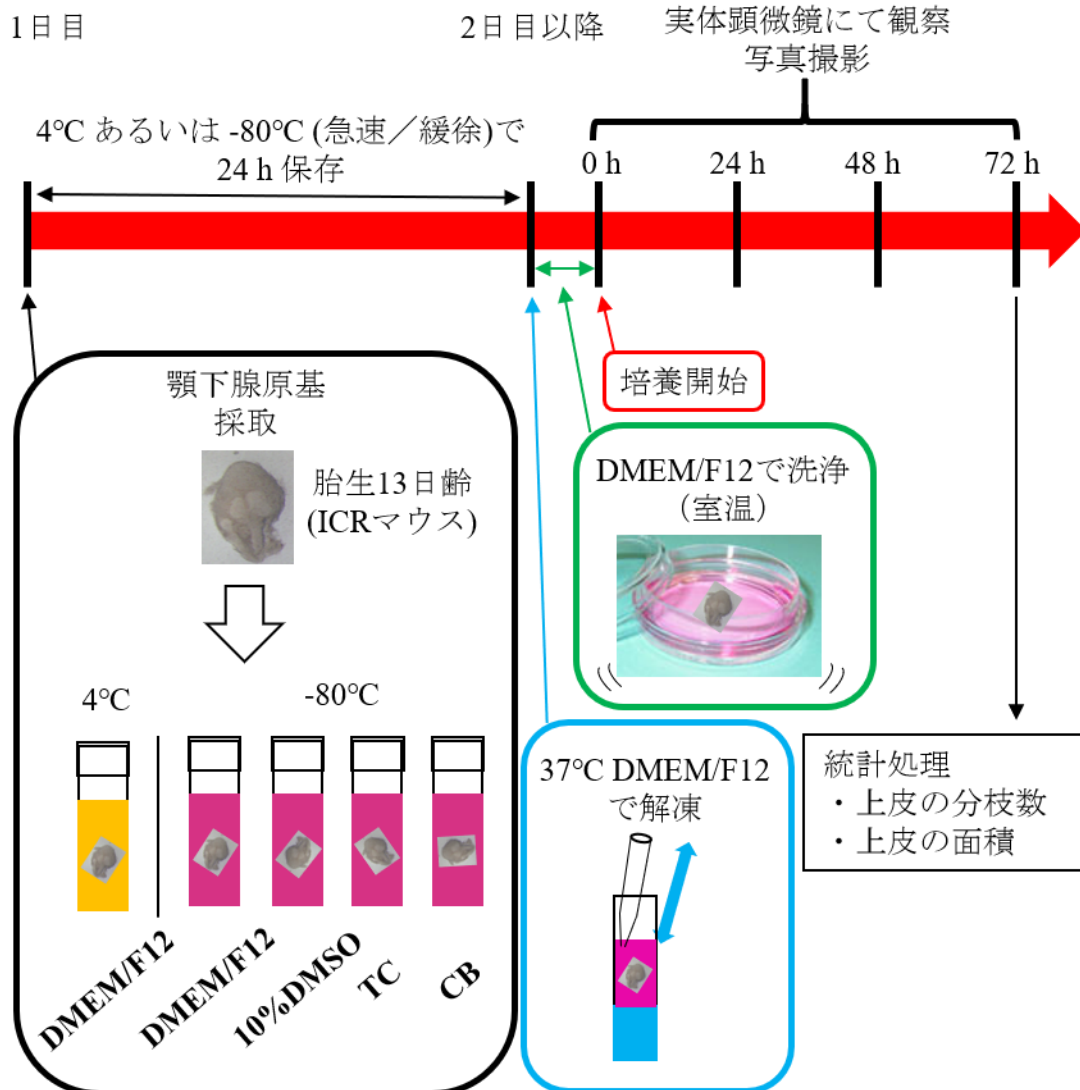 1日目
2日目以降
実体顕微鏡にて観察
写真撮影
4℃ あるいは -80℃ (急速／緩徐)で
24 h 保存
0 h
24 h
48 h
72 h
顎下腺原基
採取
胎生13日齢
(ICRマウス)
4℃
-80℃
DMEM/F12
DMEM/F12
10%DMSO
TC
CB
培養開始
DMEM/F12で洗浄
（室温）
37℃ DMEM/F12
で解凍
統計処理
・上皮の分枝数
・上皮の面積